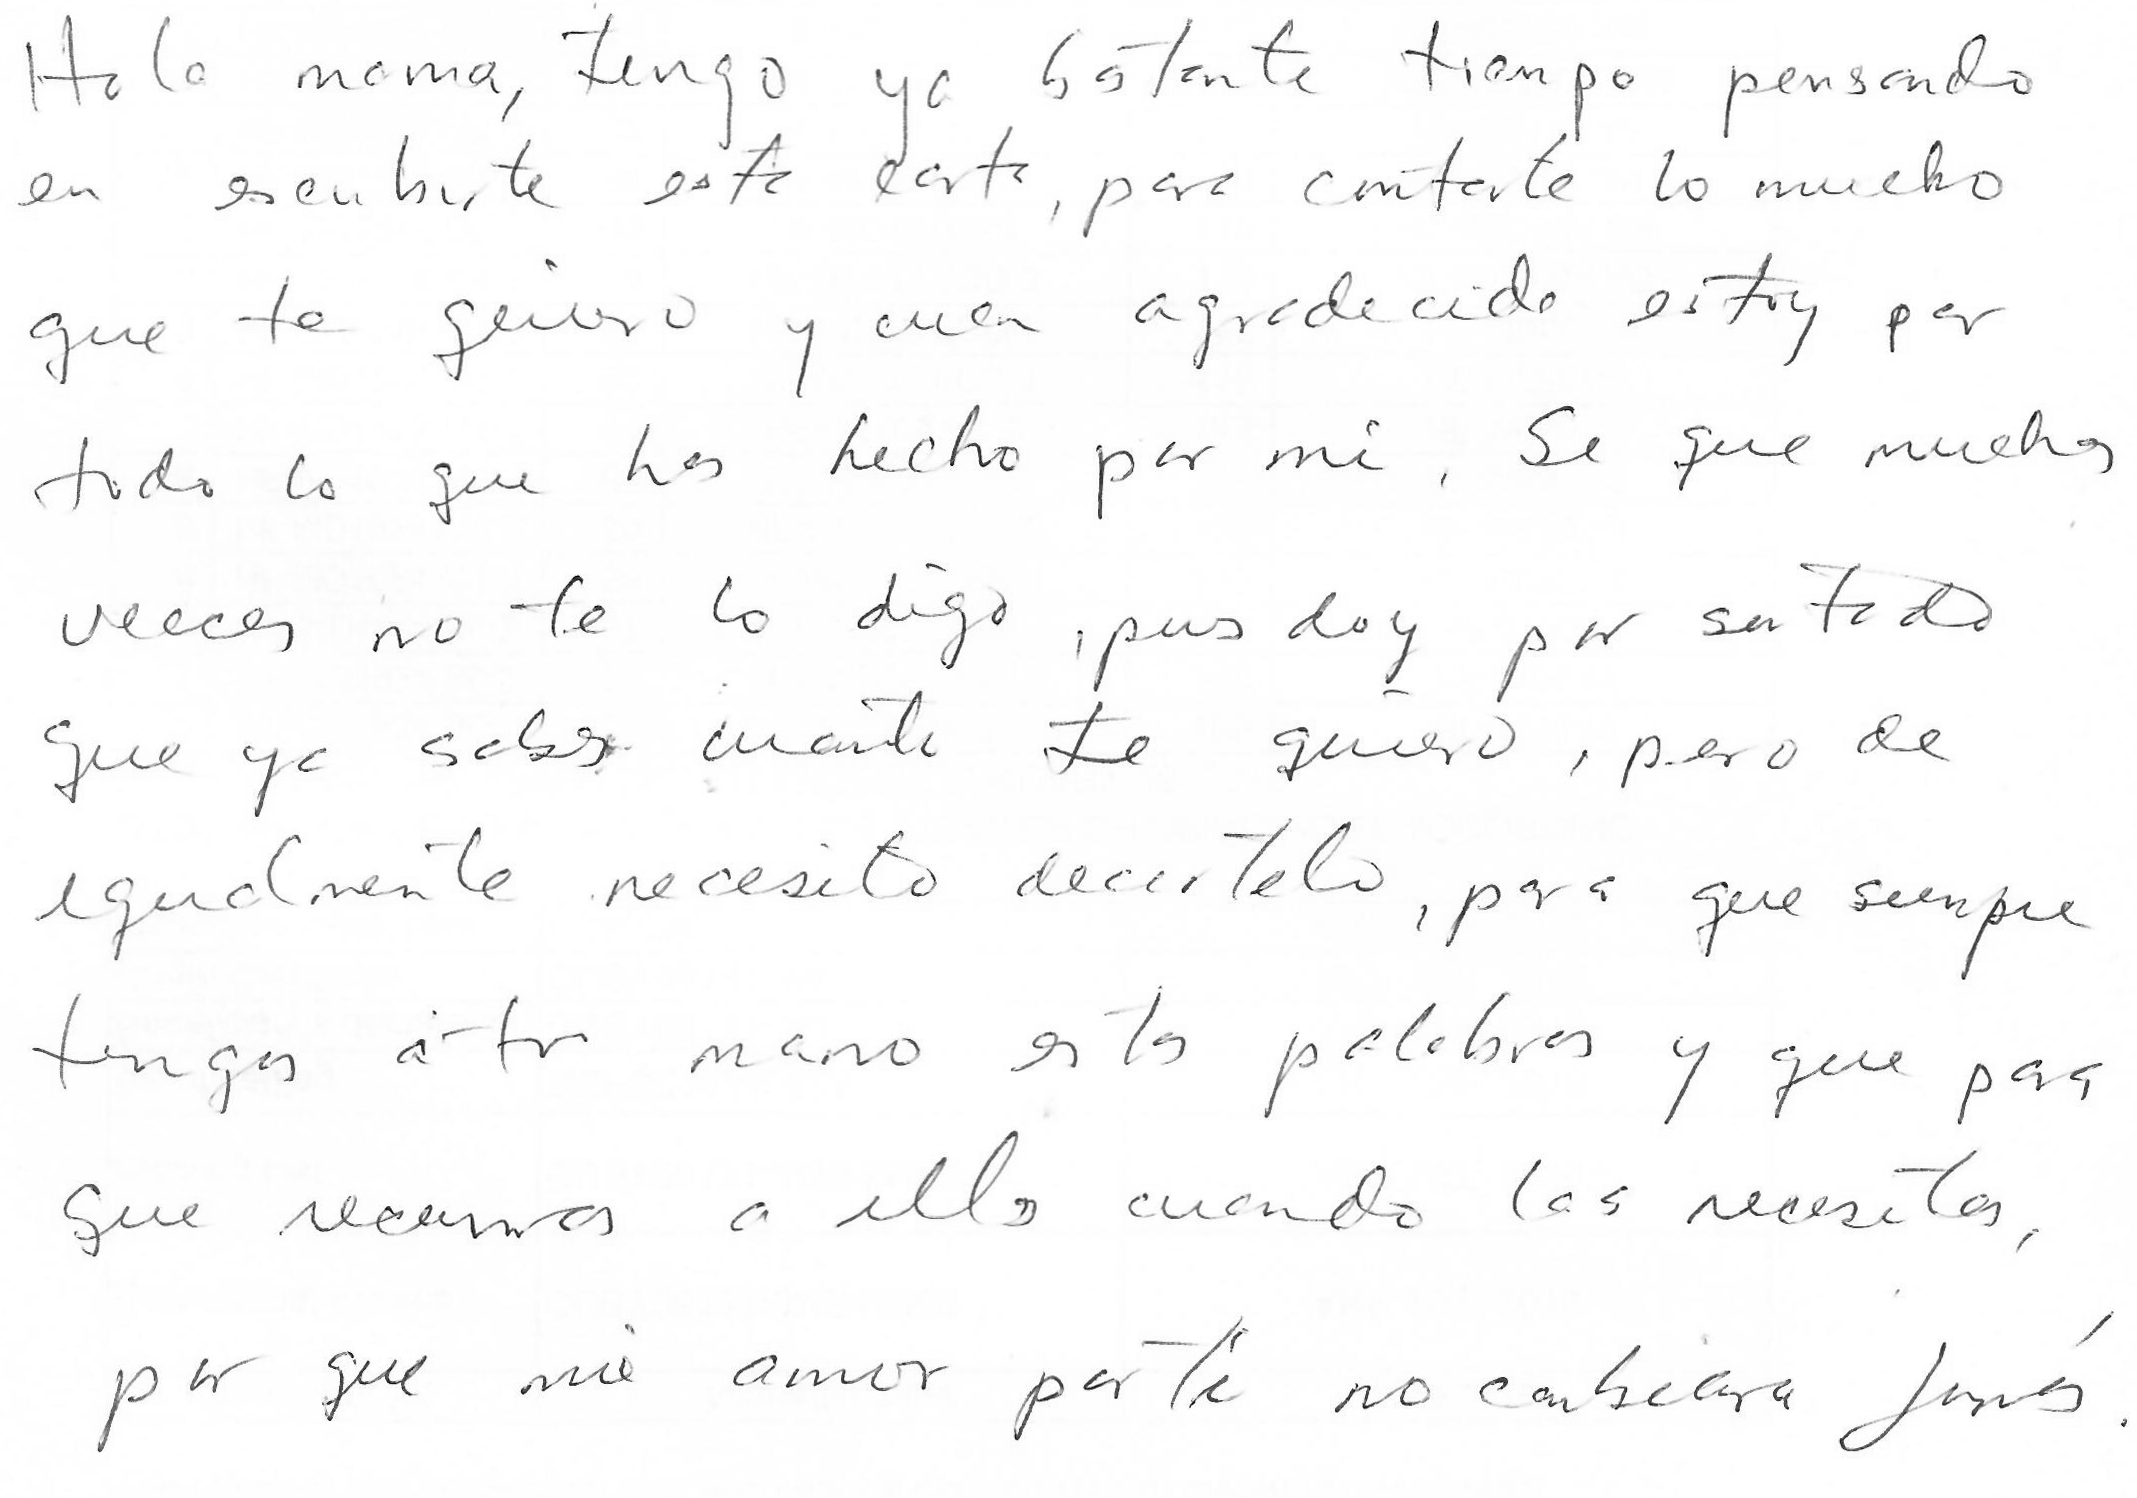 Hola mama, tengo ya bastante tiempo pensando
en escribirte esta carta, para contarte lo mucho
que te quiero y cuan agradecido estoy por
todo lo que has hecho por mi. Se que muchas
veces no te lo digo, pues doy por sentado
que ya sabes cuanto te quiero, pero de
igualmente necesito decirtelo, para que siempre
tengas a tu mano estas palabras y que para
que recurras a ellas cuando las necesitas,
por que mi amor por ti no cambiara jamás.